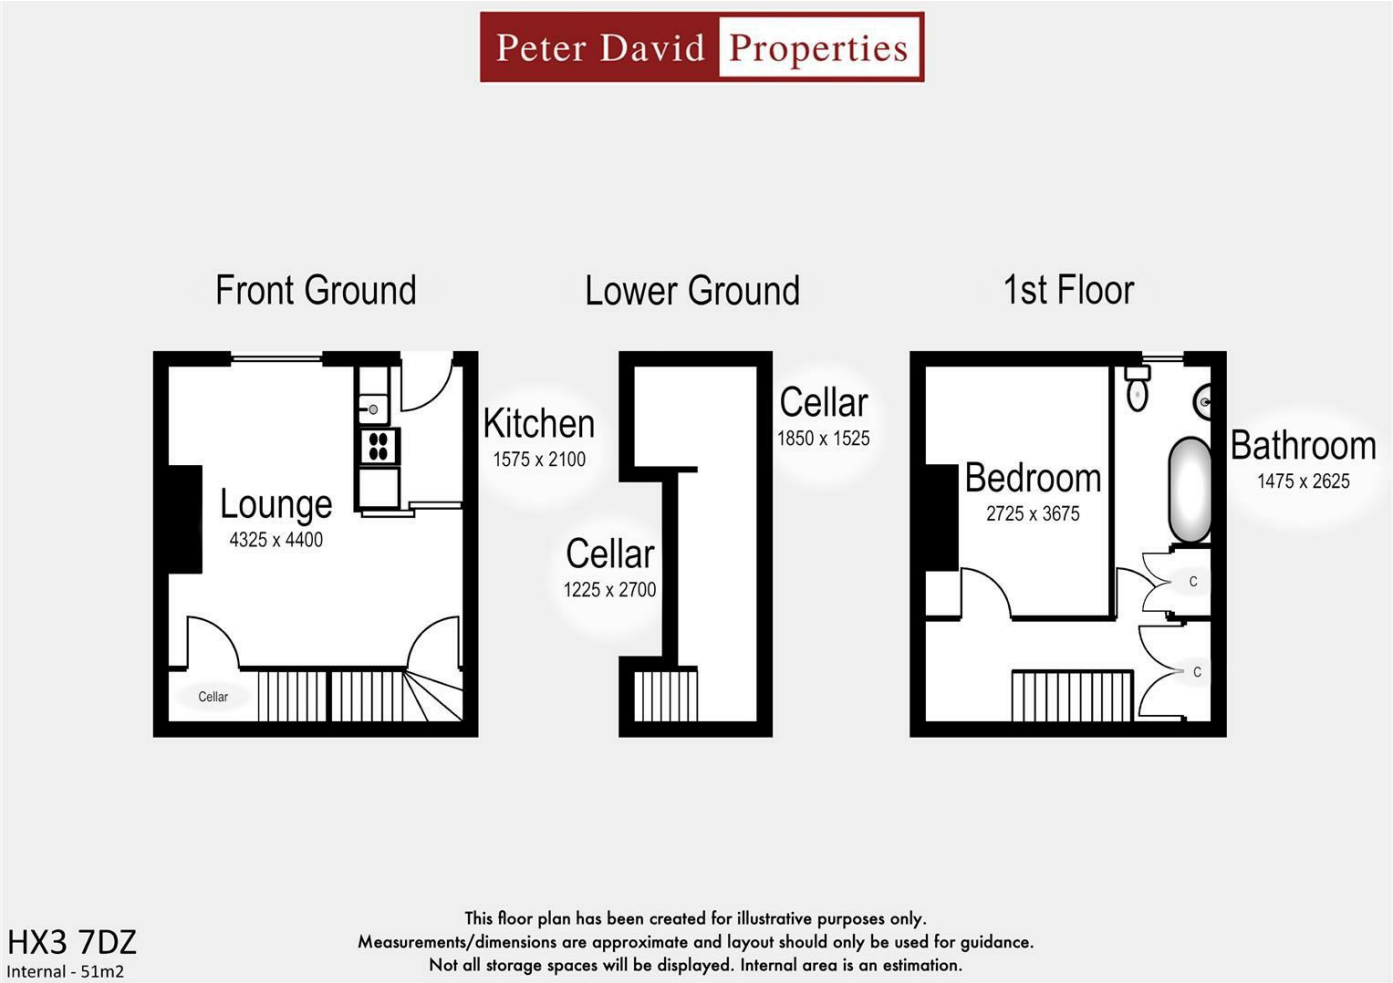 Peter David Properties
Front Ground
Lower Ground
1st Floor
Kitchen
1575 x 2100
Lounge
4325 x 4400
Cellar
Cellar
1850 x 1525
Cellar
1225 x 2700
Bedroom
2725 x 3675
Bathroom
1475 x 2625
C
C
HX3 7DZ
Internal - 51m2
This floor plan has been created for illustrative purposes only.
Measurements/dimensions are approximate and layout should only be used for guidance.
Not all storage spaces will be displayed. Internal area is an estimation.